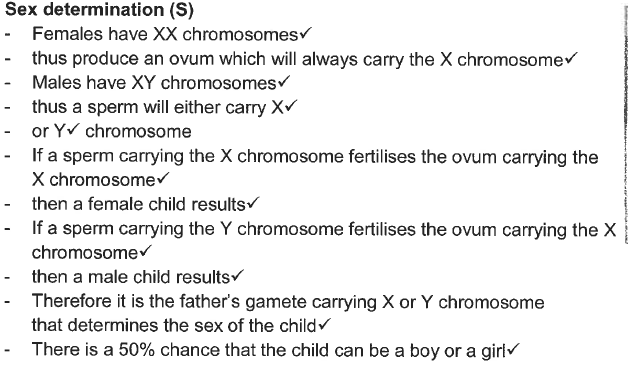 Sex determination (S)
- Females have XX chromosomes✓
- thus produce an ovum which will always carry the X chromosome✓
- Males have XY chromosomes✓
- thus a sperm will either carry X✓
- or Y✓ chromosome
- If a sperm carrying the X chromosome fertilises the ovum carrying the
X chromosome✓
- then a female child results✓
- If a sperm carrying the Y chromosome fertilises the ovum carrying the X
chromosome✓
- then a male child results✓
- Therefore it is the father's gamete carrying X or Y chromosome
that determines the sex of the child✓
- There is a 50% chance that the child can be a boy or a girl✓